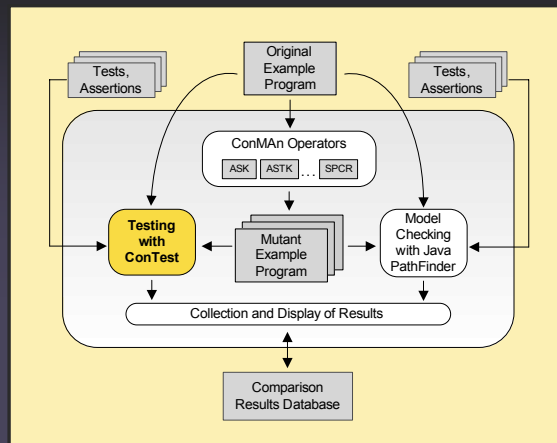 Original
Example
Program
Tests,
Assertions
Tests,
Assertions
ConMAn Operators
ASK
ASTK
...
SPCR
Testing
with
ConTest
Mutant
Example
Program
Model
Checking
with Java
PathFinder
Collection and Display of Results
Comparison
Results Database